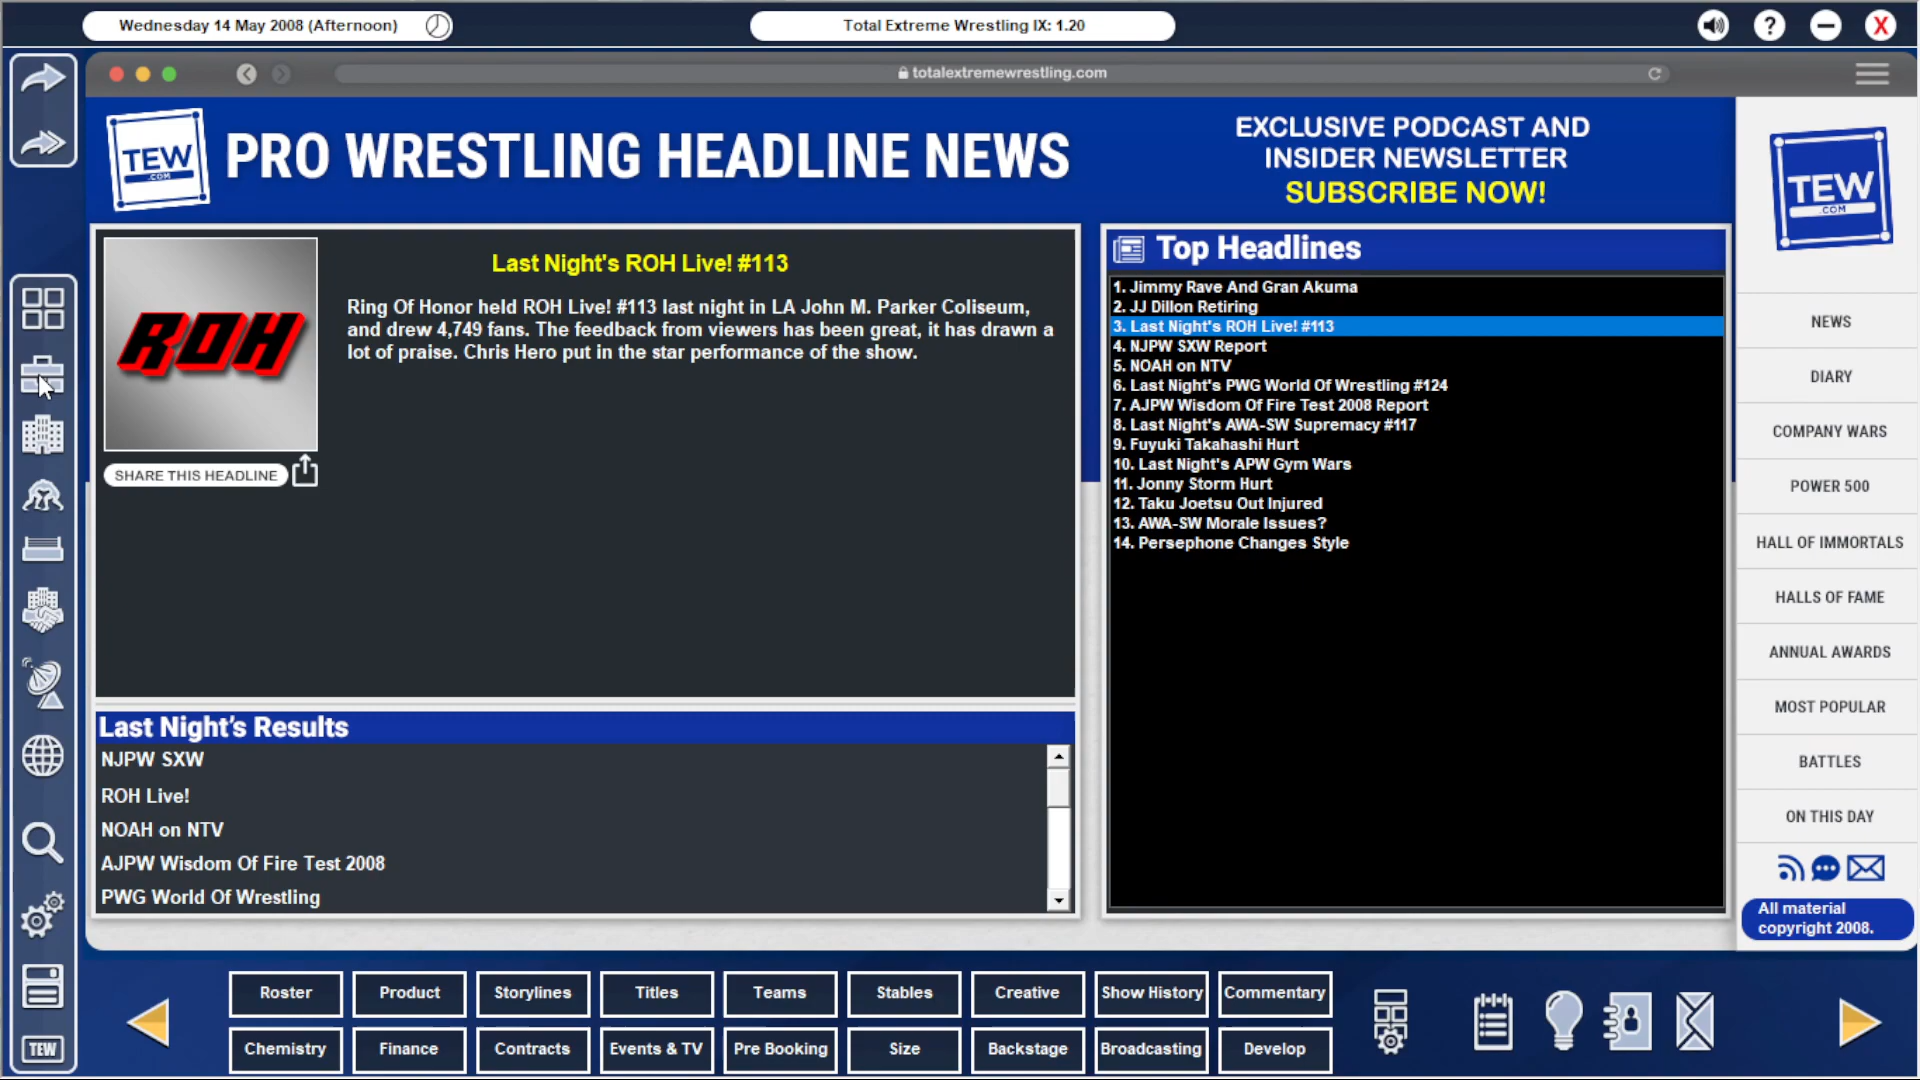 Wednesday 14 May 2008 (Afternoon)
Total Extreme Wrestling IX: 1.20
?
X
totalextremewrestling.com
TEW
.COM
PRO WRESTLING HEADLINE NEWS
EXCLUSIVE PODCAST AND
INSIDER NEWSLETTER
SUBSCRIBE NOW!
TEW
.COM
ROH
SHARE THIS HEADLINE
Last Night's ROH Live! #113
Ring Of Honor held ROH Live! #113 last night in LA John M. Parker Coliseum,
and drew 4,749 fans. The feedback from viewers has been great, it has drawn a
lot of praise. Chris Hero put in the star performance of the show.
Last Night's Results
NJPW SXW
ROH Live!
NOAH on NTV
AJPW Wisdom Of Fire Test 2008
PWG World Of Wrestling
Top Headlines
1. Jimmy Rave And Gran Akuma
2. JJ Dillon Retiring
3. Last Night's ROH Live! #113
4. NJPW SXW Report
5. NOAH on NTV
6. Last Night's PWG World Of Wrestling #124
7. AJPW Wisdom Of Fire Test 2008 Report
8. Last Night's AWA-SW Supremacy #117
9. Fuyuki Takahashi Hurt
10. Last Night's APW Gym Wars
11. Jonny Storm Hurt
12. Taku Joetsu Out Injured
13. AWA-SW Morale Issues?
14. Persephone Changes Style
NEWS
DIARY
COMPANY WARS
POWER 500
HALL OF IMMORTALS
HALLS OF FAME
ANNUAL AWARDS
MOST POPULAR
BATTLES
ON THIS DAY
All material
copyright 2008.
Roster
Product
Storylines
Titles
Teams
Stables
Creative
Show History
Commentary
Chemistry
Finance
Contracts
Events & TV
Pre Booking
Size
Backstage
Broadcasting
Develop
TEW